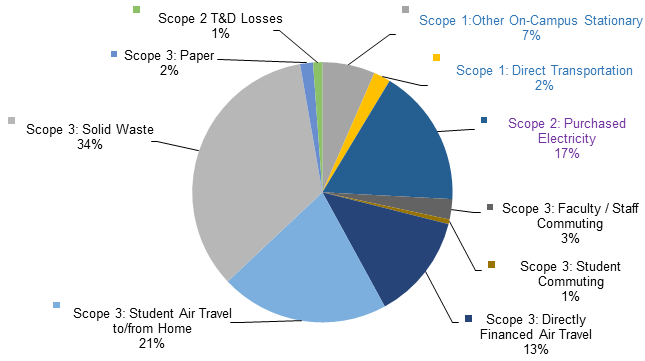 Scope 2 T&D Losses
1%
Scope 1:Other On-Campus Stationary
7%
Scope 3: Paper
2%
Scope 1: Direct Transportation
2%
Scope 3: Solid Waste
34%
Scope 2: Purchased
Electricity
17%
Scope 3: Faculty / Staff
Commuting
3%
Scope 3: Student
Commuting
1%
Scope 3: Student Air Travel
to/from Home
21%
Scope 3: Directly
Financed Air Travel
13%